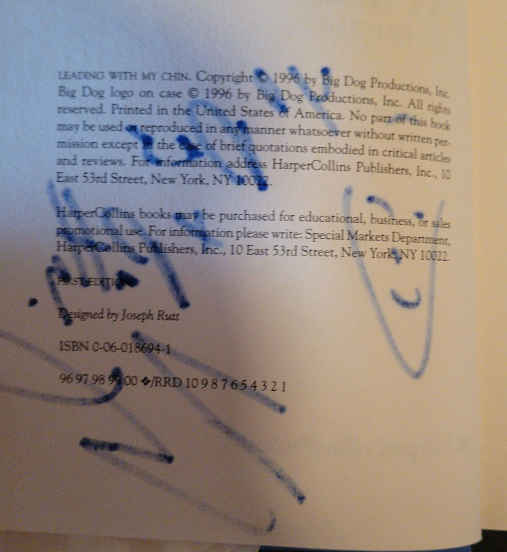 LEADING WITH MY CHIN. Copyright © 1996 by Big Dog Productions, Inc.
Big Dog logo on case © 1996 by Big Dog Productions, Inc. All rights
reserved. Printed in the United States of America. No part of this book
may be used or reproduced in any manner whatsoever without written per-
mission except in the case of brief quotations embodied in critical articles
and reviews. For information address HarperCollins Publishers, Inc., 10
East 53rd Street, New York, NY 10022.
HarperCollins books may be purchased for educational, business, or sales
promotional use. For information please write: Special Markets Department,
HarperCollins Publishers, Inc., 10 East 53rd Street, New York, NY 10022.
FIRST EDITION
Designed by Joseph Rutt
ISBN 0-06-018694-1
96 97 98 99 00 ❖/RRD 10 9 8 7 6 5 4 3 2 1